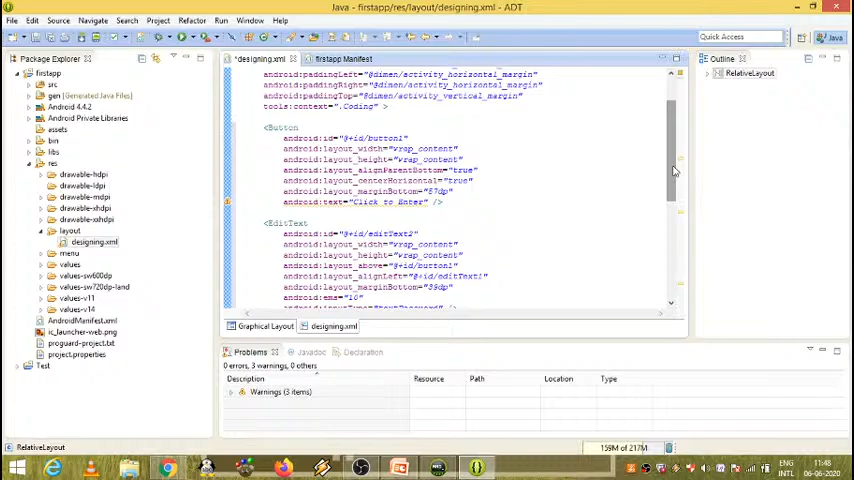 Java - firstapp/res/layout/designing.xml - ADT
File Edit Source Navigate Search Project Refactor Run Window Help
Quick Access
Java
Package Explorer
firstapp
src
gen [Generated Java Files]
Android 4.4.2
Android Private Libraries
assets
bin
libs
res
drawable-hdpi
drawable-ldpi
drawable-mdpi
drawable-xhdpi
drawable-xxhdpi
layout
designing.xml
menu
values
values-sw600dp
values-sw720dp-land
values-v11
values-v14
AndroidManifest.xml
ic_launcher-web.png
proguard-project.txt
project.properties
Test
*designing.xml
firstapp Manifest
android:paddingLeft="@dimen/activity_horizontal_margin"
android:paddingRight="@dimen/activity_horizontal_margin"
android:paddingTop="@dimen/activity_vertical_margin"
tools:context=".Coding" >
<Button
android:id="@+id/button1"
android:layout_width="wrap_content"
android:layout_height="wrap_content"
android:layout_alignParentBottom="true"
android:layout_centerHorizontal="true"
android:layout_marginBottom="57dp"
android:text="Click to Enter" />
<EditText
android:id="@+id/editText2"
android:layout_width="wrap_content"
android:layout_height="wrap_content"
android:layout_above="@+id/button1"
android:layout_alignLeft="@+id/editText1"
android:layout_marginBottom="39dp"
android:ems="10"
android:inputType="textPassword" />
Graphical Layout
designing.xml
Outline
RelativeLayout
Problems
Javadoc
Declaration
0 errors, 3 warnings, 0 others
Description Resource Path Location Type
Warnings (3 items)
RelativeLayout
159M of 217M
ENG
INTL
11:48
06-06-2020